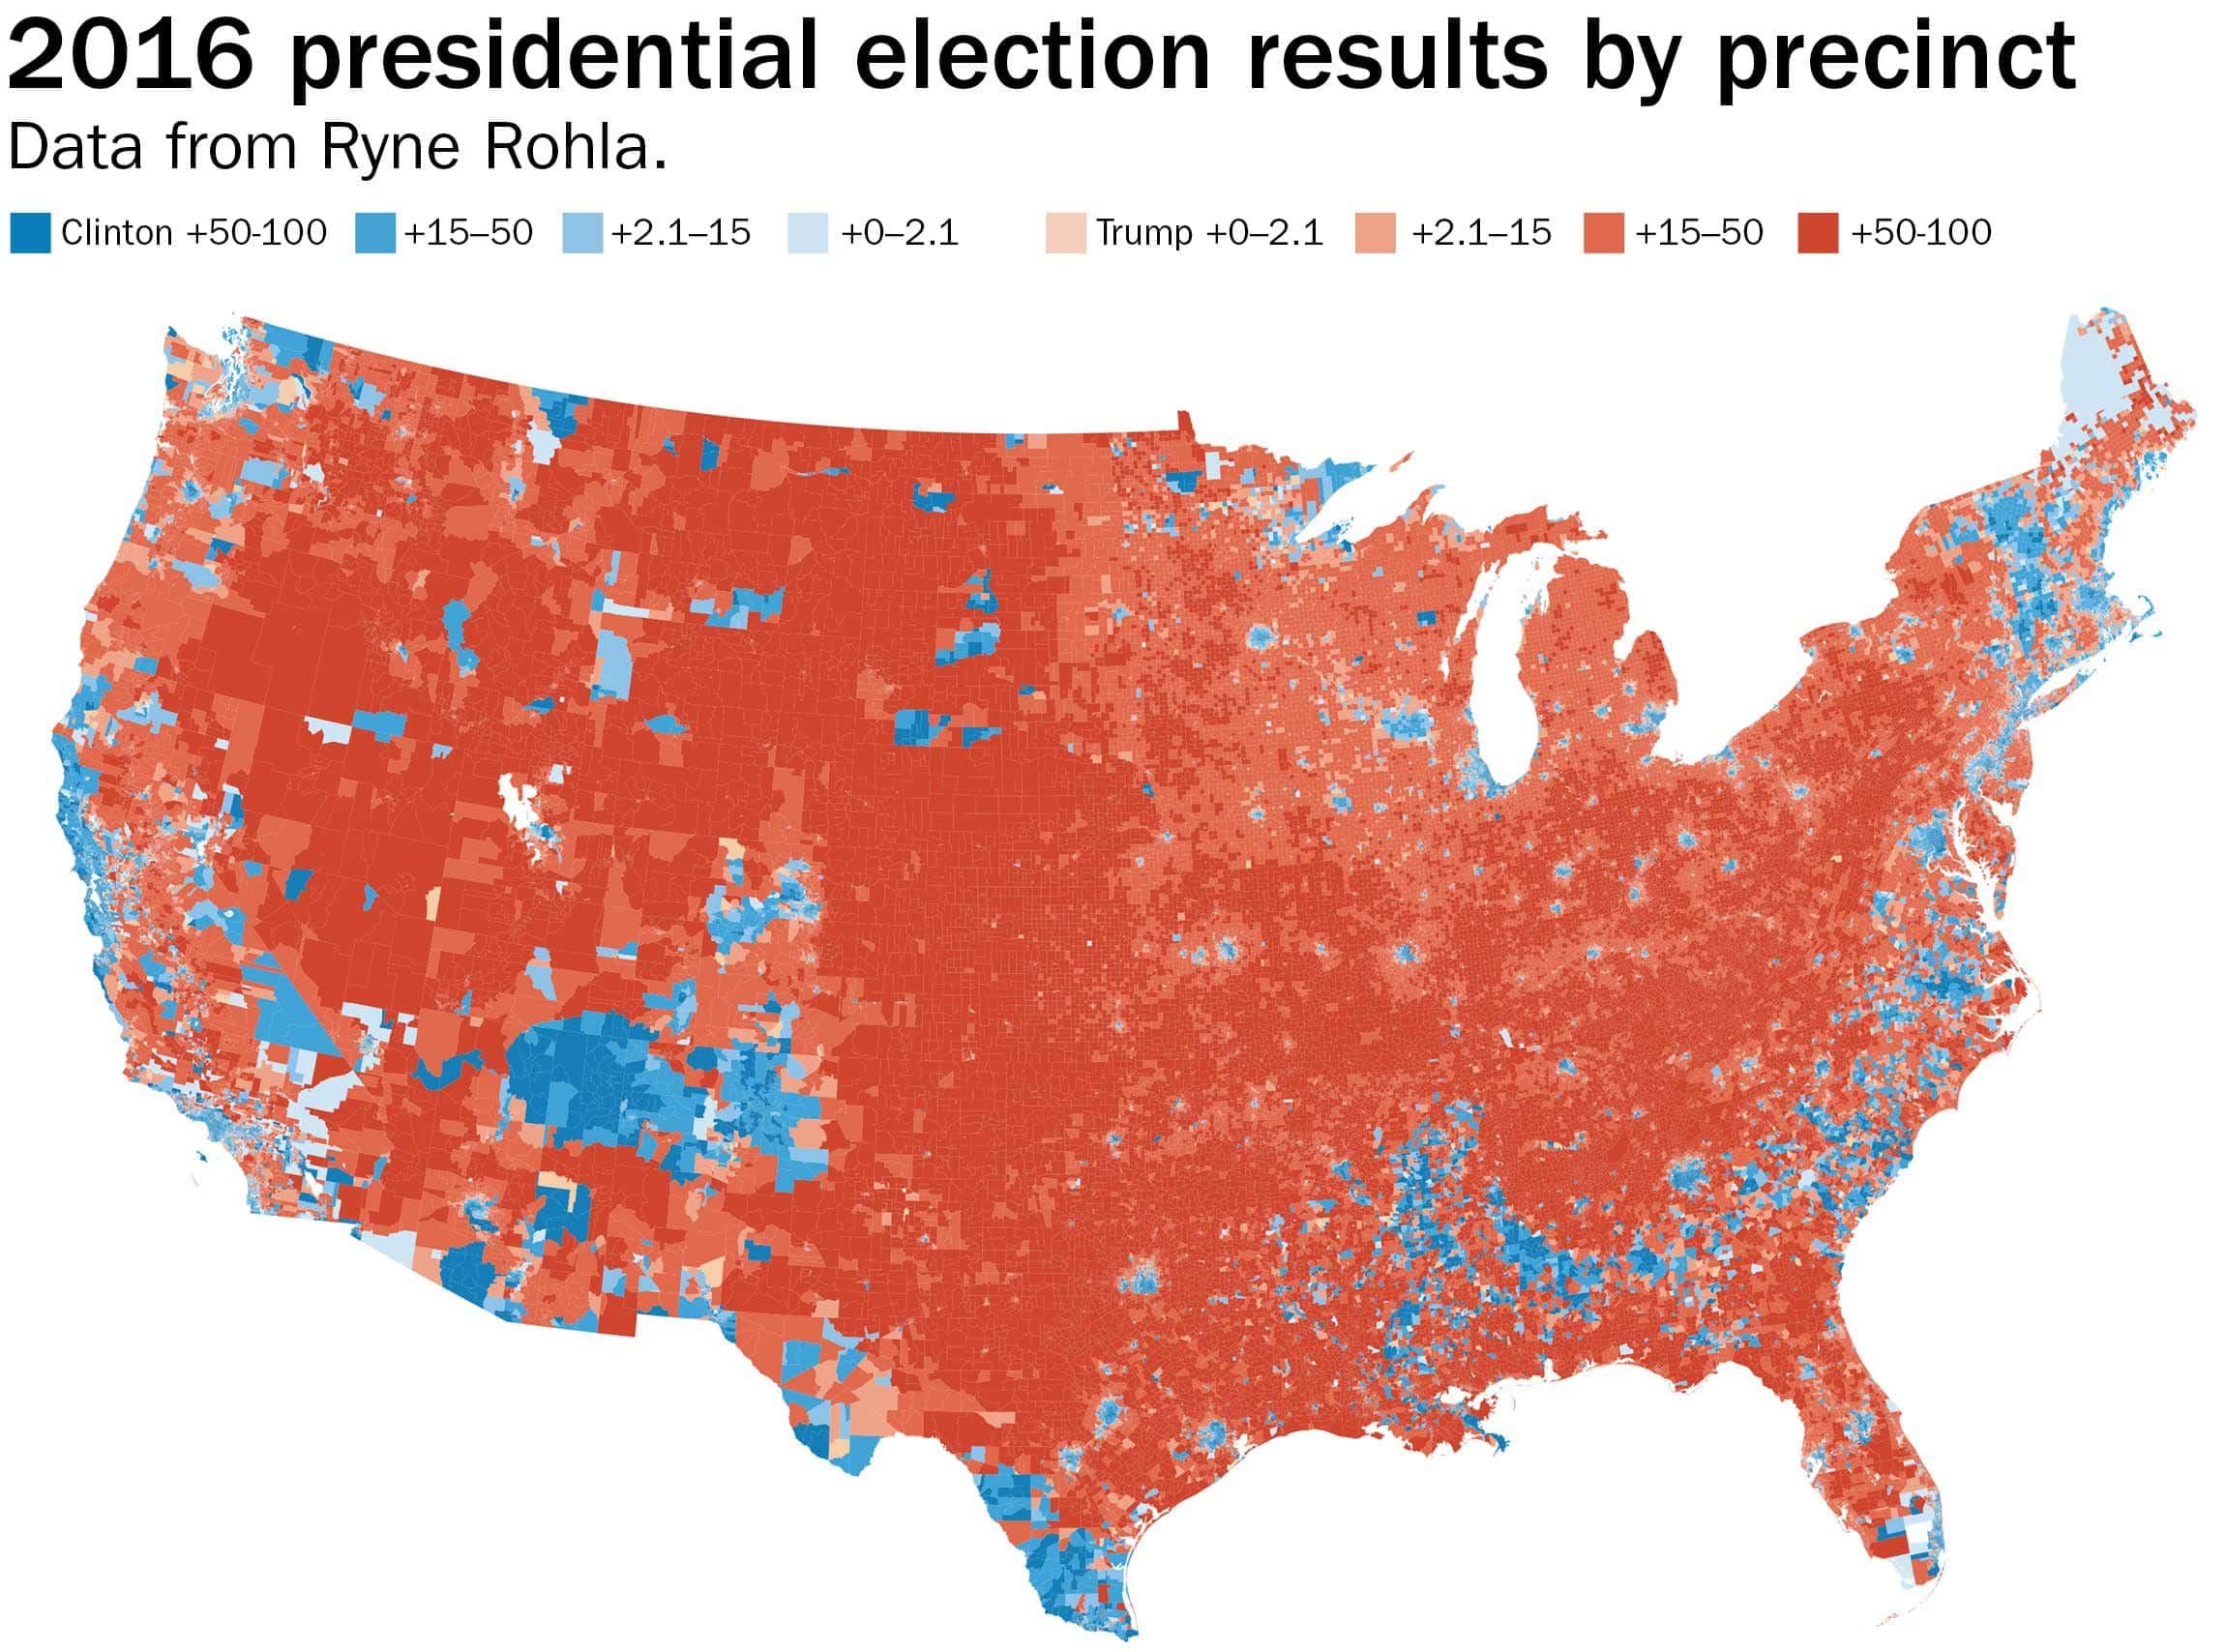 2016 presidential election results by precinct
Data from Ryne Rohla.
Clinton +50-100 +15–50 +2.1–15 +0–2.1 Trump +0–2.1 +2.1–15 +15–50 +50-100